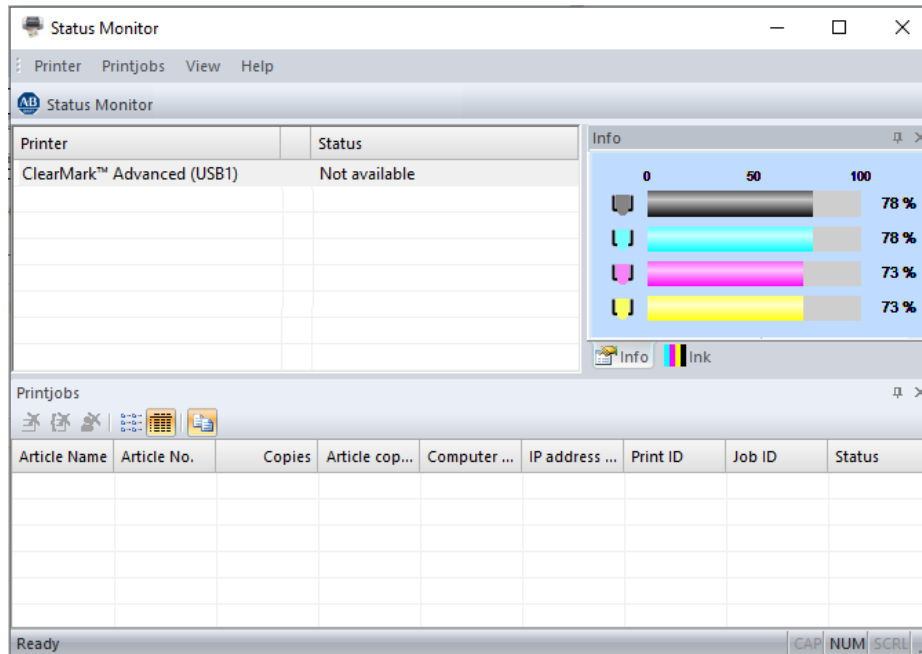 Status Monitor
Printer Printjobs View Help
AB Status Monitor
Printer Status
ClearMark™ Advanced (USB1) Not available
Info
0 50 100
78 %
78 %
73 %
73 %
Info Ink
Printjobs
Article Name Article No. Copies Article cop... Computer ... IP address ... Print ID Job ID Status
Ready CAP NUM SCRL